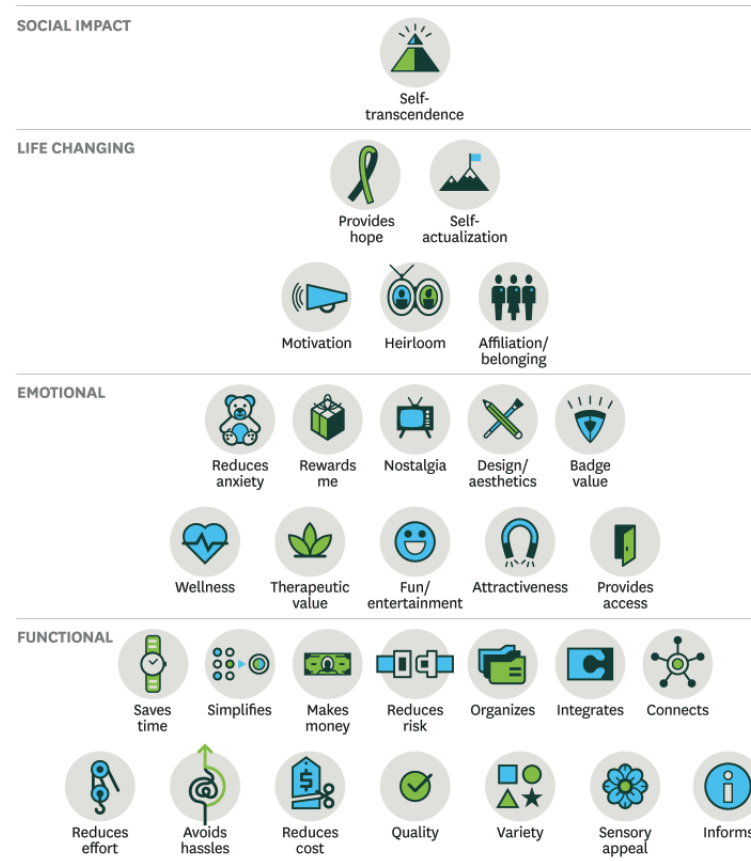 SOCIAL IMPACT
Self-
transcendence
LIFE CHANGING
Provides
hope
Self-
actualization
Motivation
Heirloom
Affiliation/
belonging
EMOTIONAL
Reduces
anxiety
Rewards
me
Nostalgia
Design/
aesthetics
Badge
value
Wellness
Therapeutic
value
Fun/
entertainment
Attractiveness
Provides
access
FUNCTIONAL
Saves
time
Simplifies
Makes
money
Reduces
risk
Organizes
Integrates
Connects
Reduces
effort
Avoids
hassles
$
Reduces
cost
Quality
Variety
Sensory
appeal
i
Informs